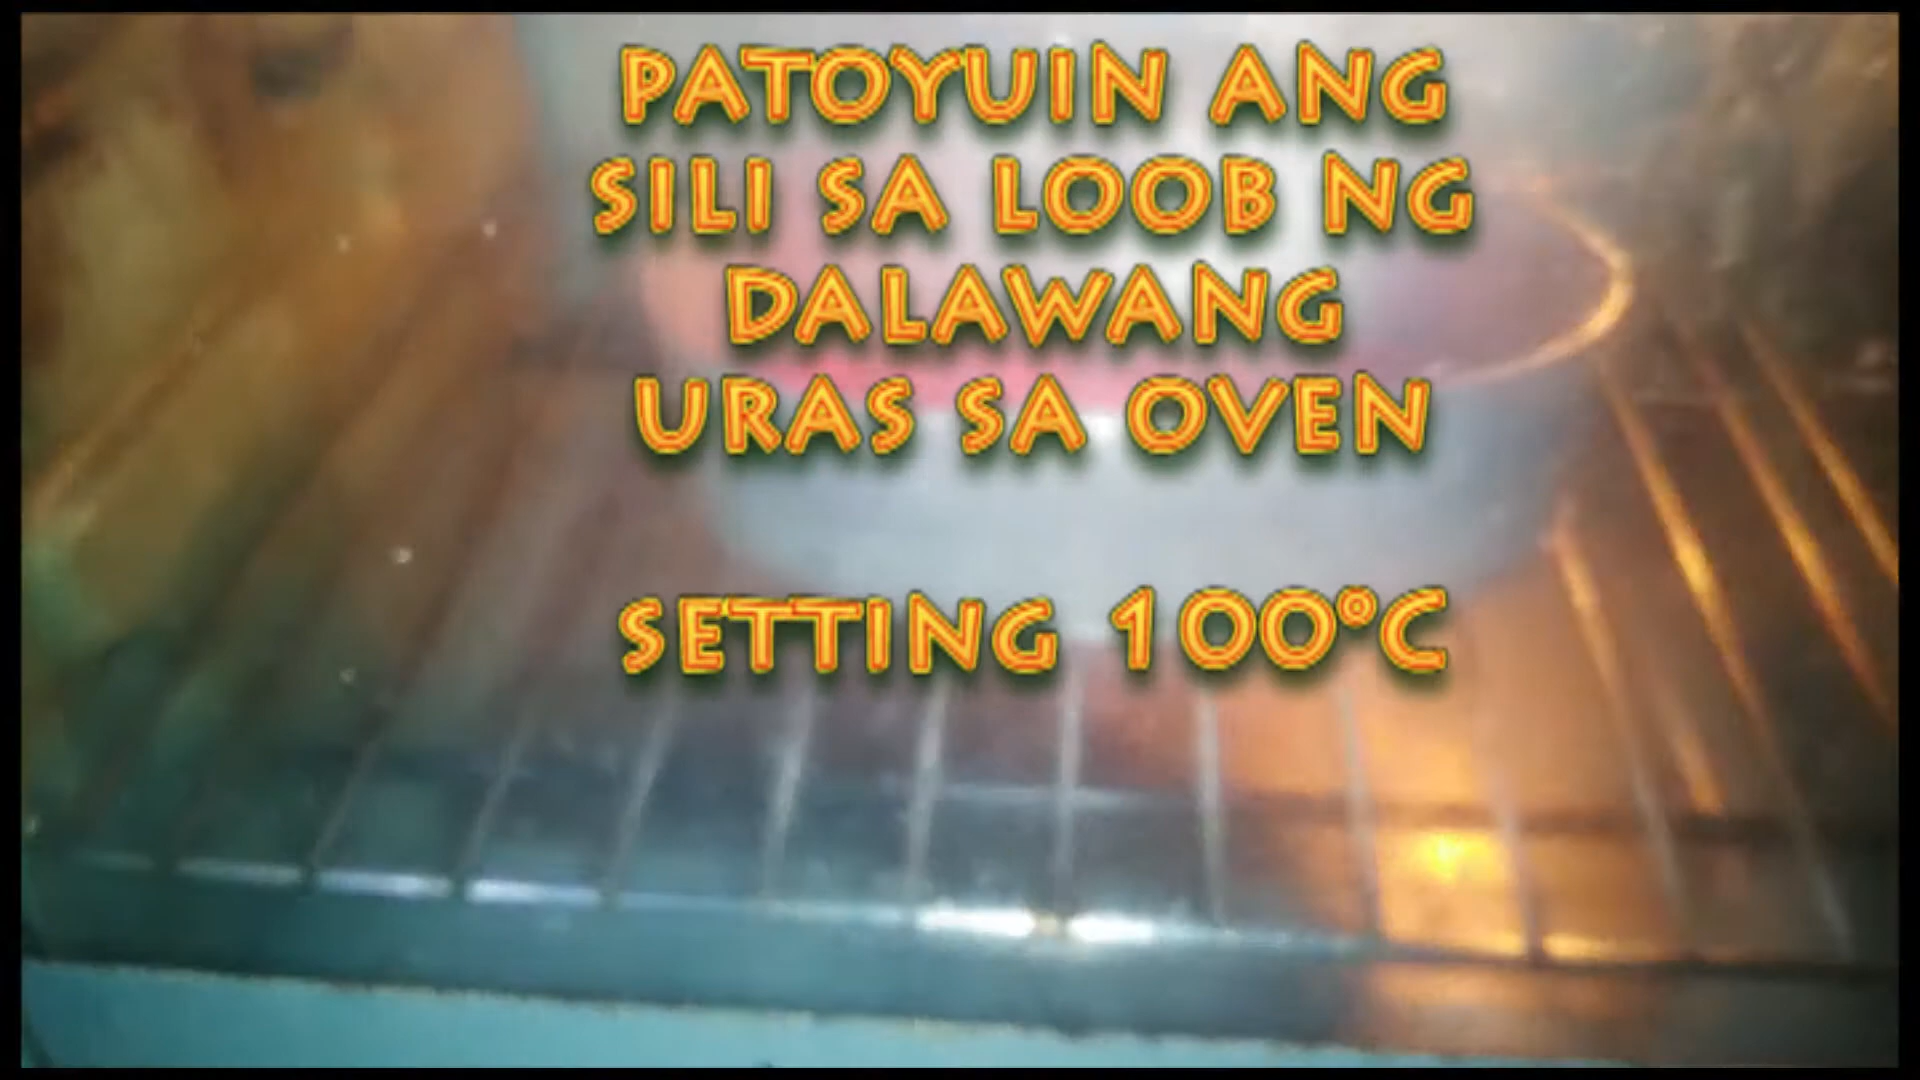 PATOYUIN ANG
SILI SA LOOB NG
DALAWANG
URAS SA OVEN
SETTING 100°C